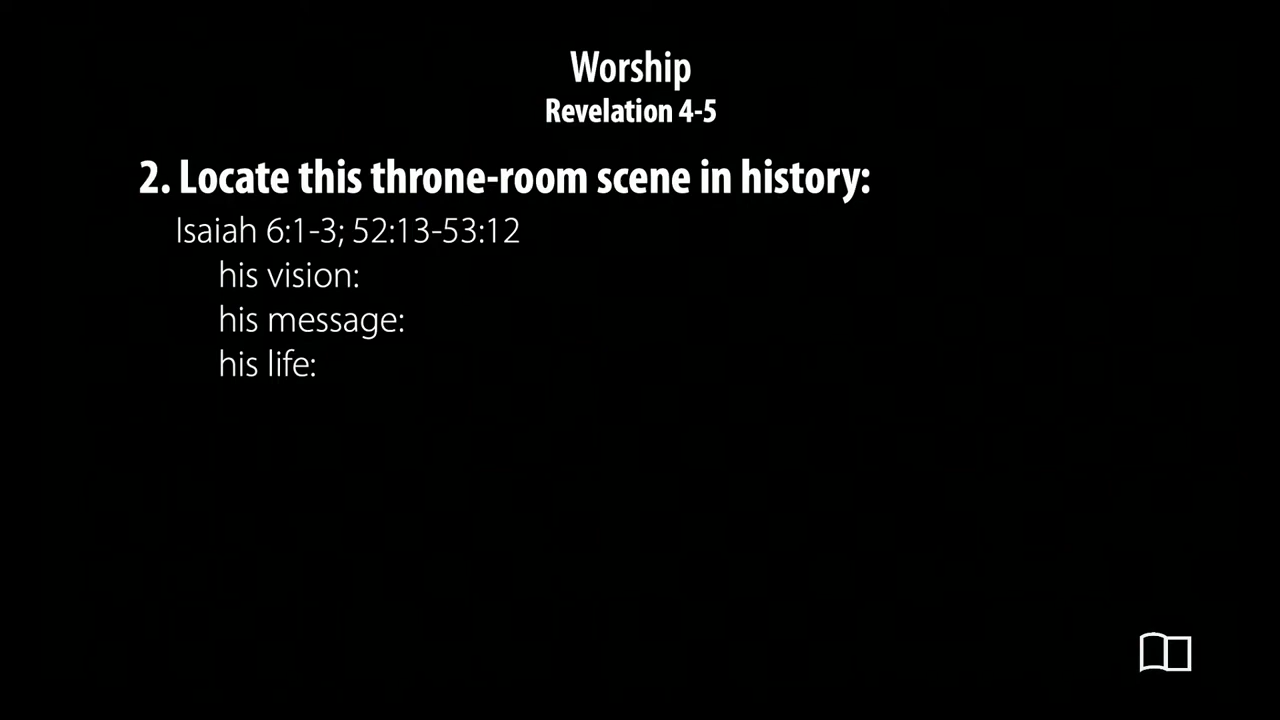 Worship
Revelation 4-5
2. Locate this throne-room scene in history:
Isaiah 6:1-3; 52:13-53:12
his vision:
his message:
his life: